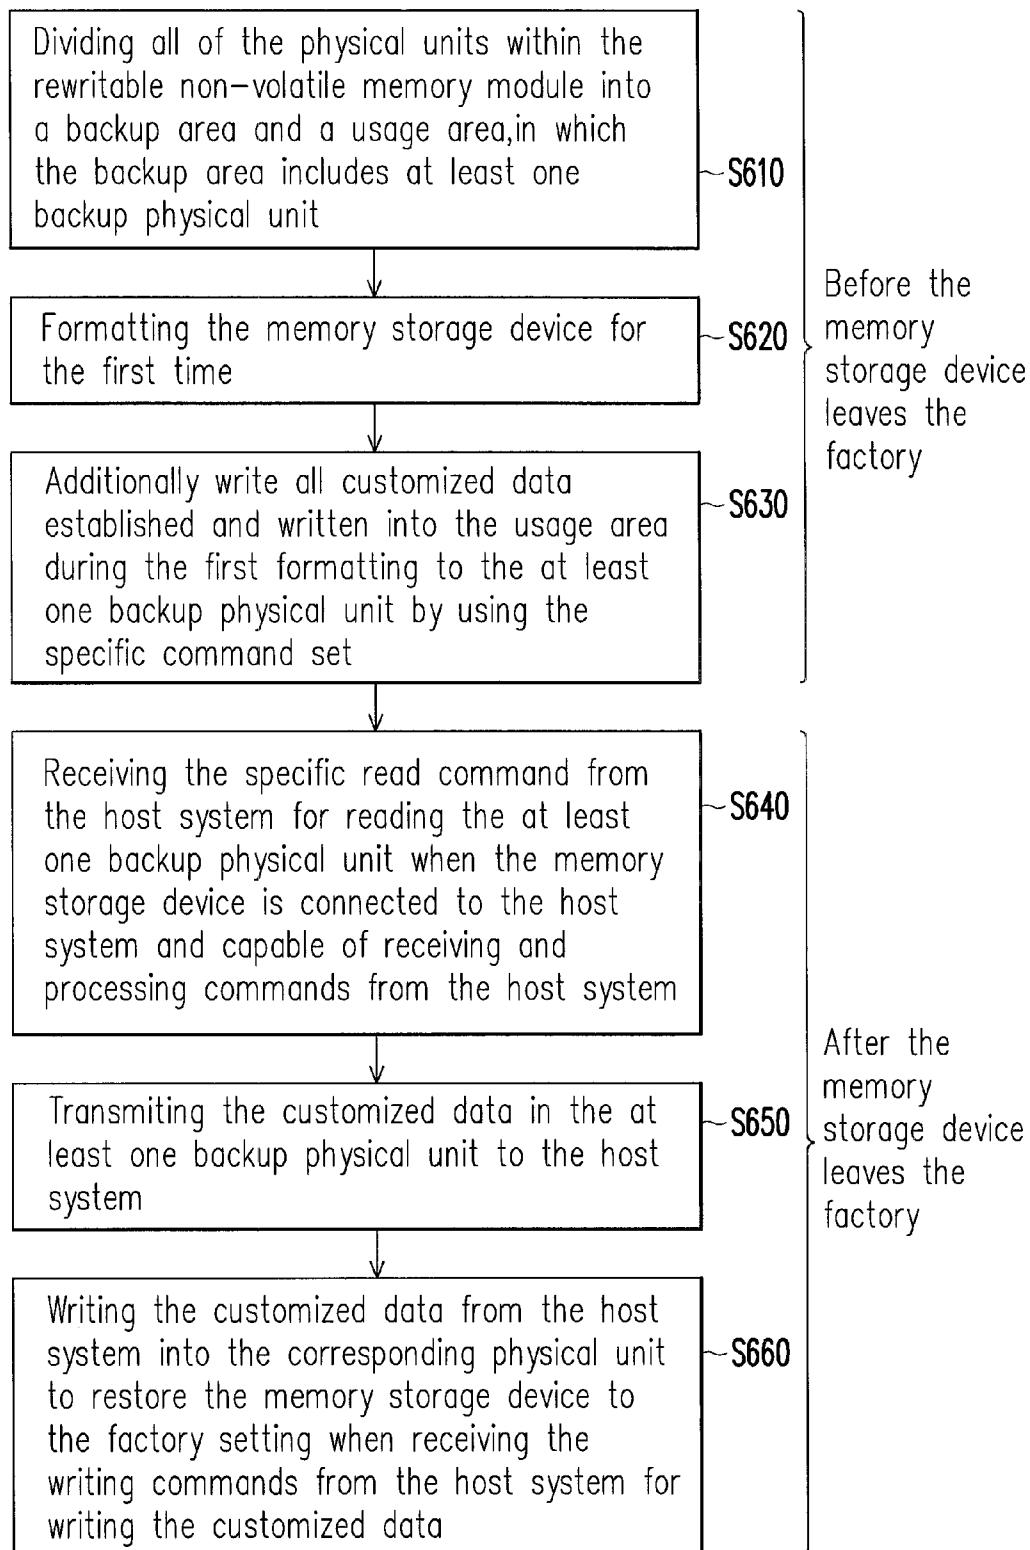 Dividing all of the physical units within the
rewritable non-volatile memory module into
a backup area and a usage area,in which
the backup area includes at least one
backup physical unit
S610
Formatting the memory storage device for
the first time
S620
Additionally write all customized data
established and written into the usage area
during the first formatting to the at least
one backup physical unit by using the
specific command set
S630
Before the
memory
storage device
leaves the
factory
Receiving the specific read command from
the host system for reading the at least
one backup physical unit when the memory
storage device is connected to the host
system and capable of receiving and
processing commands from the host system
S640
Transmiting the customized data in the at
least one backup physical unit to the host
system
S650
Writing the customized data from the host
system into the corresponding physical unit
to restore the memory storage device to
the factory setting when receiving the
writing commands from the host system for
writing the customized data
S660
After the
memory
storage device
leaves the
factory